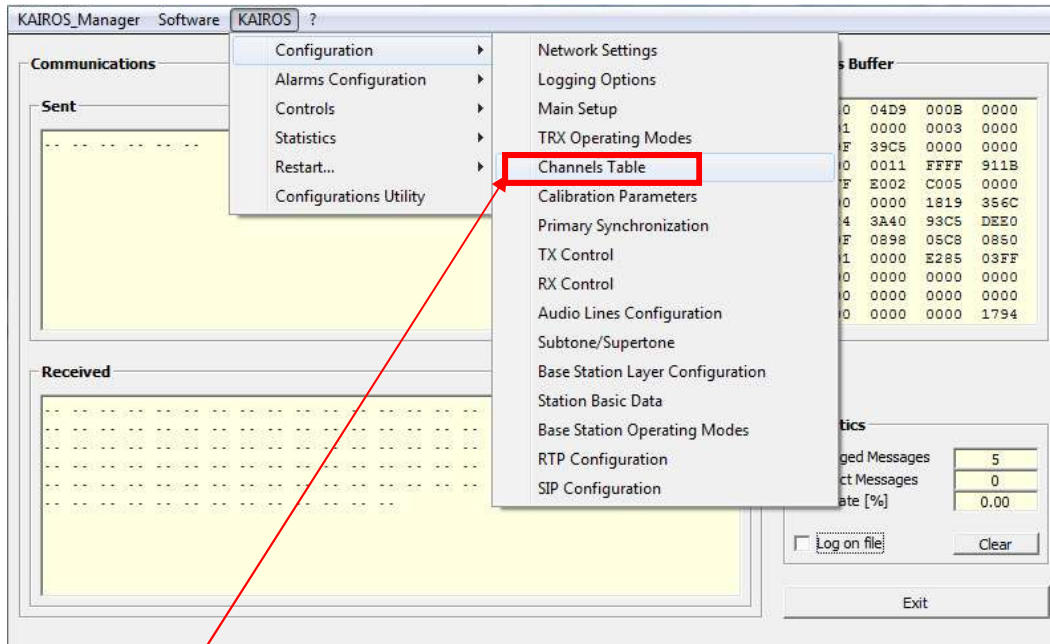 KAIROS_Manager Software KAIROS ?
Configuration
Alarms Configuration
Controls
Statistics
Restart...
Configurations Utility
Network Settings
Logging Options
Main Setup
TRX Operating Modes
Channels Table
Calibration Parameters
Primary Synchronization
TX Control
RX Control
Audio Lines Configuration
Subtone/Supertone
Base Station Layer Configuration
Station Basic Data
Base Station Operating Modes
RTP Configuration
SIP Configuration
Communications
Sent
-- -- -- -- -- --
Received
Buffer
04D9 000B 0000
0000 0003 0000
39C5 0000 0000
0011 FFFF 911B
E002 C005 0000
0000 1819 356C
3A40 93C5 DEE0
0898 05C8 0850
0000 E285 03FF
0000 0000 0000
0000 0000 0000
0000 0000 1794
Messages 5
Messages 0
[%] 0.00
Log on file Clear
Exit